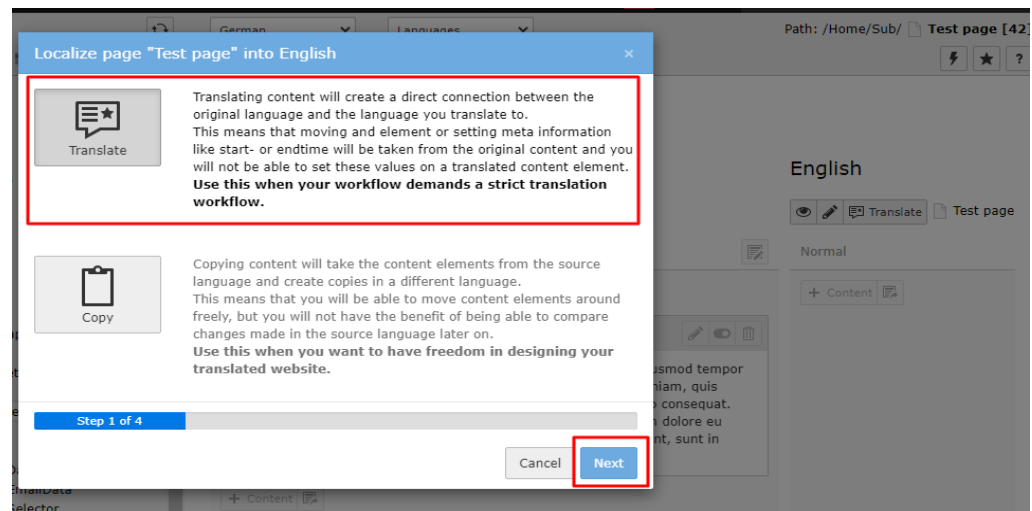 German
Languages
Path: /Home/Sub/ Test page [42]
Localize page "Test page" into English ×
?
Translating content will create a direct connection between the
original language and the language you translate to.
This means that moving and element or setting meta information
like start- or endtime will be taken from the original content and you
will not be able to set these values on a translated content element.
Use this when your workflow demands a strict translation
workflow.
Translate
English
Translate Test page
Normal
+ Content
Copying content will take the content elements from the source
language and create copies in a different language.
This means that you will be able to move content elements around
freely, but you will not have the benefit of being able to compare
changes made in the source language later on.
Use this when you want to have freedom in designing your
translated website.
Copy
tempor
quis
consequat.
dolore eu
sunt in
Step 1 of 4
Cancel
Next
EmailData
Selector
+ Content